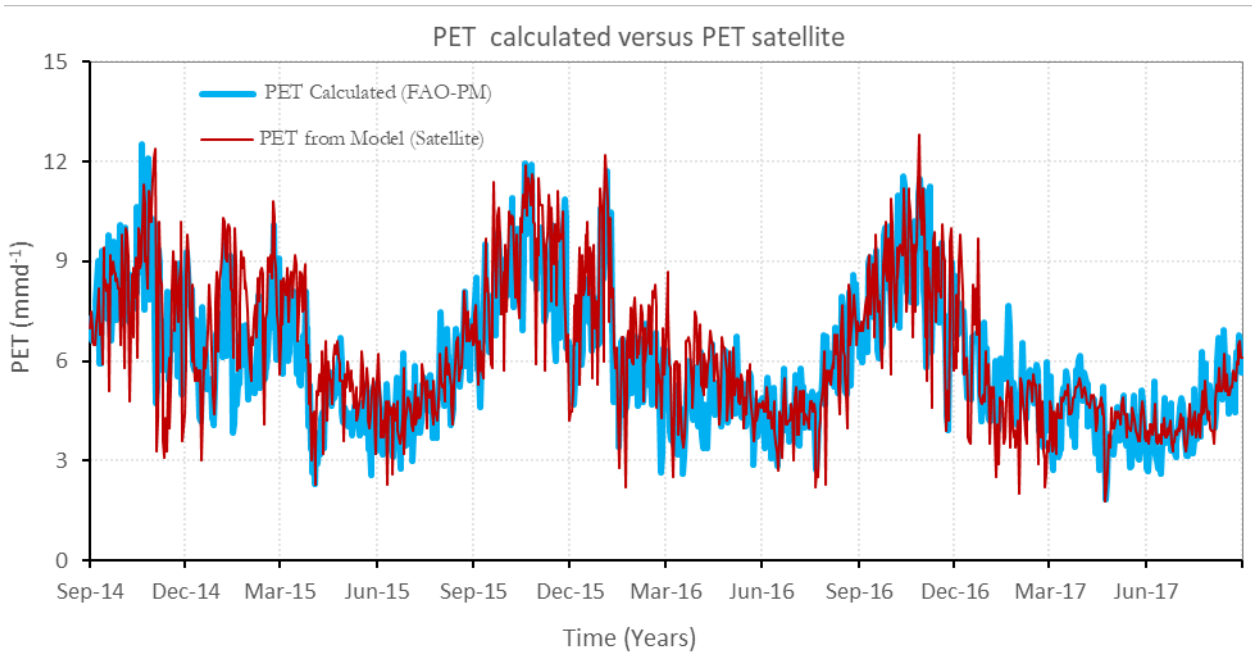 PET calculated versus PET satellite
15
PET Calculated (FAO-PM)
PET from Model (Satellite)
12
9
6
3
0
PET (mmd-1)
Sep-14 Dec-14 Mar-15 Jun-15 Sep-15 Dec-15 Mar-16 Jun-16 Sep-16 Dec-16 Mar-17 Jun-17
Time (Years)